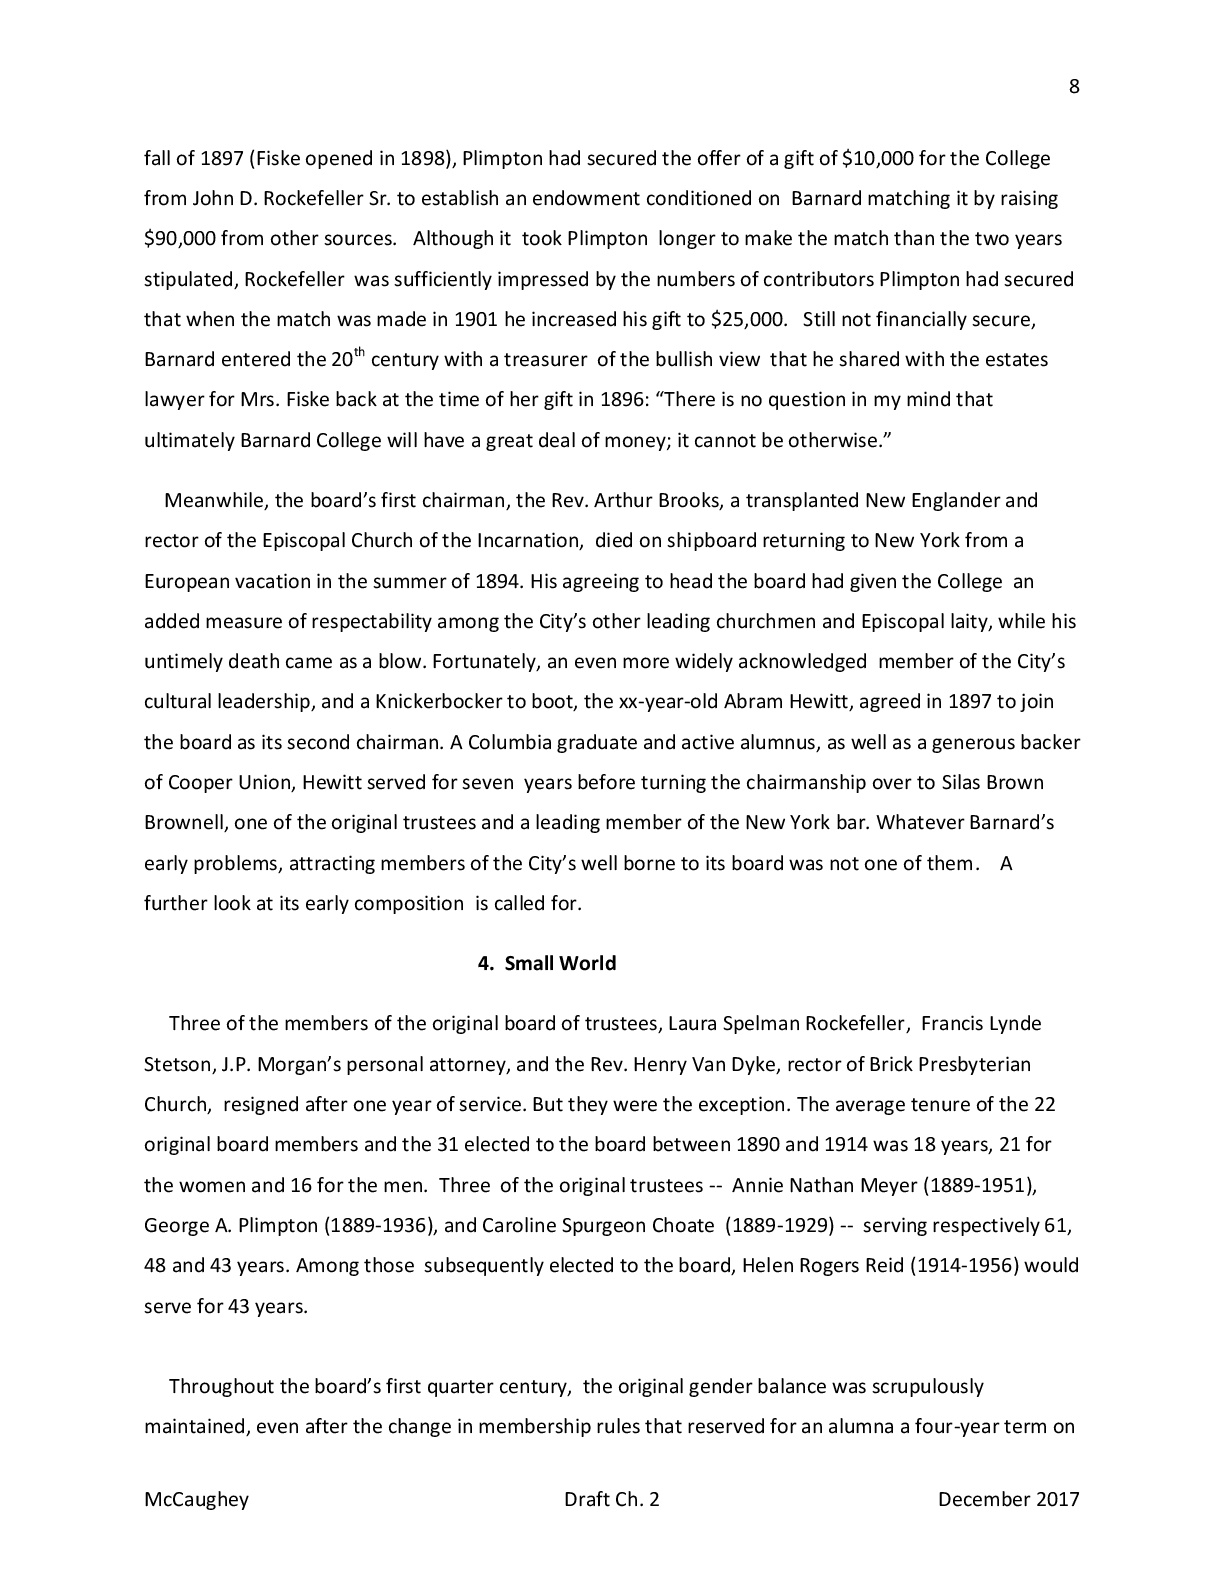 8
fall of 1897 (Fiske opened in 1898), Plimpton had secured the offer of a gift of $10,000 for the College
from John D. Rockefeller Sr. to establish an endowment conditioned on  Barnard matching it by raising
$90,000 from other sources.   Although it  took Plimpton  longer to make the match than the two years
stipulated, Rockefeller  was sufficiently impressed by the numbers of contributors Plimpton had secured
that when the match was made in 1901 he increased his gift to $25,000.   Still not financially secure,
Barnard entered the 20th century with a treasurer  of the bullish view  that he shared with the estates
lawyer for Mrs. Fiske back at the time of her gift in 1896: “There is no question in my mind that
ultimately Barnard College will have a great deal of money; it cannot be otherwise.”
Meanwhile, the board’s first chairman, the Rev. Arthur Brooks, a transplanted New Englander and
rector of the Episcopal Church of the Incarnation,  died on shipboard returning to New York from a
European vacation in the summer of 1894. His agreeing to head the board had given the College  an
added measure of respectability among the City’s other leading churchmen and Episcopal laity, while his
untimely death came as a blow. Fortunately, an even more widely acknowledged  member of the City’s
cultural leadership, and a Knickerbocker to boot, the xx-year-old Abram Hewitt, agreed in 1897 to join
the board as its second chairman. A Columbia graduate and active alumnus, as well as a generous backer
of Cooper Union, Hewitt served for seven  years before turning the chairmanship over to Silas Brown
Brownell, one of the original trustees and a leading member of the New York bar. Whatever Barnard’s
early problems, attracting members of the City’s well borne to its board was not one of them.    A
further look at its early composition  is called for.
4.  Small World
Three of the members of the original board of trustees, Laura Spelman Rockefeller,  Francis Lynde
Stetson, J.P. Morgan’s personal attorney, and the Rev. Henry Van Dyke, rector of Brick Presbyterian
Church,  resigned after one year of service. But they were the exception. The average tenure of the 22
original board members and the 31 elected to the board between 1890 and 1914 was 18 years, 21 for
the women and 16 for the men.  Three  of the original trustees --  Annie Nathan Meyer (1889-1951),
George A. Plimpton (1889-1936), and Caroline Spurgeon Choate  (1889-1929) --  serving respectively 61,
48 and 43 years. Among those  subsequently elected to the board, Helen Rogers Reid (1914-1956) would
serve for 43 years.
Throughout the board’s first quarter century,  the original gender balance was scrupulously
maintained, even after the change in membership rules that reserved for an alumna a four-year term on
McCaughey Draft Ch. 2 December 2017